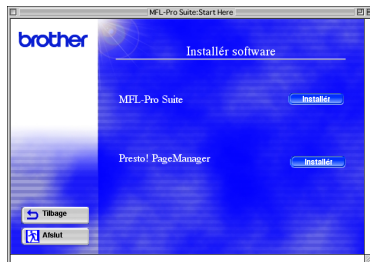 MFL-Pro Suite:Start Here
brother
Installér software
MFL-Pro Suite
Installér
Presto! PageManager
Installér
Tilbage
Afslut